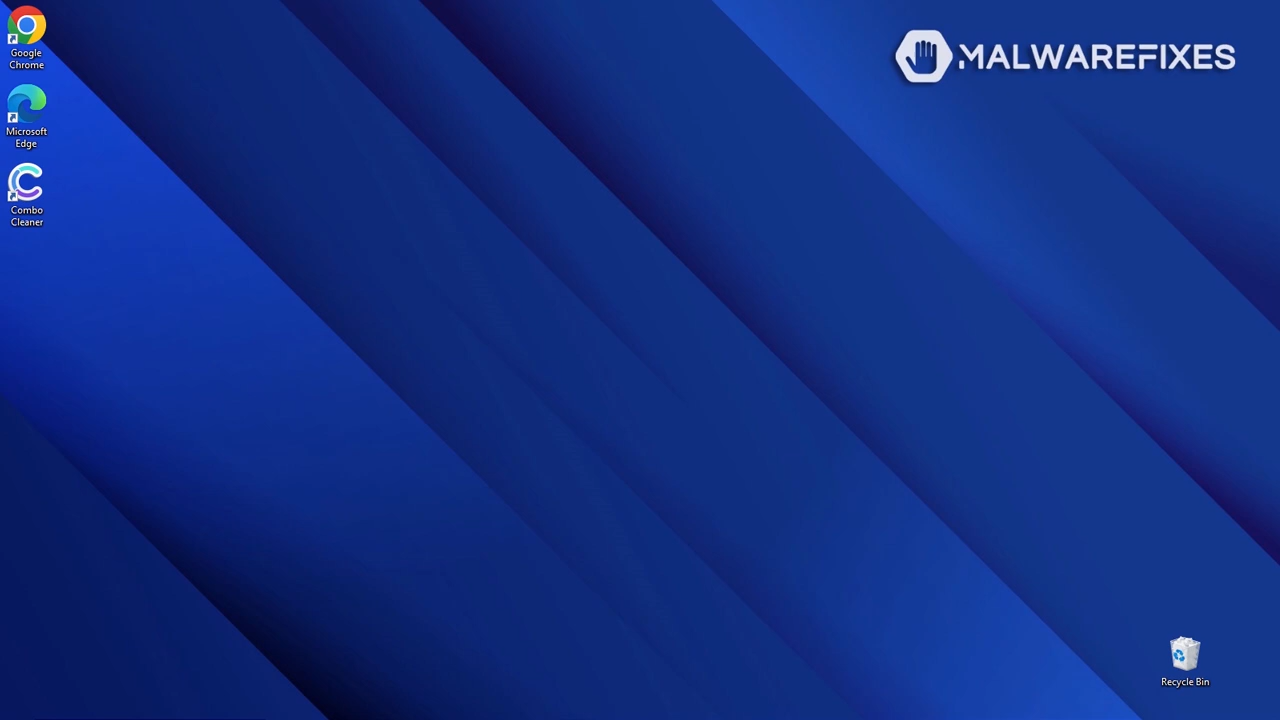 Google
Chrome
MALWAREFIXES
Microsoft
Edge
Combo
Cleaner
Recycle Bin